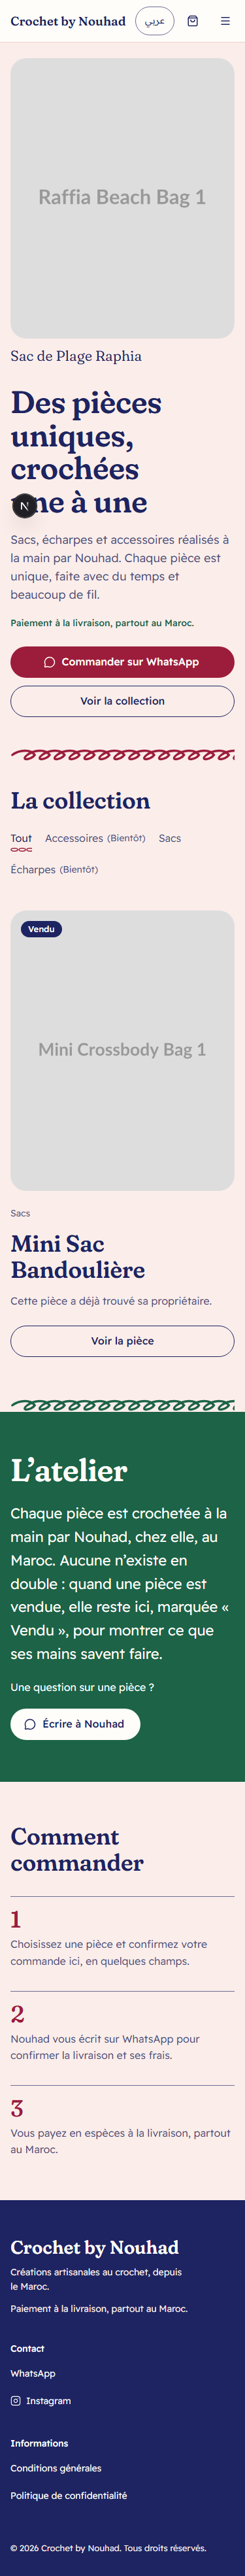 Crochet by Nouhad
عربي
Raffia Beach Bag 1
Sac de Plage Raphia
Des pièces
uniques,
crochées
une à une
N
Sacs, écharpes et accessoires réalisés à
la main par Nouhad. Chaque pièce est
unique, faite avec du temps et
beaucoup de fil.
Paiement à la livraison, partout au Maroc.
Commander sur WhatsApp
Voir la collection
La collection
Tout
Accessoires (Bientôt)
Sacs
Écharpes (Bientôt)
Vendu
Mini Crossbody Bag 1
Sacs
Mini Sac
Bandoulière
Cette pièce a déjà trouvé sa propriétaire.
Voir la pièce
L’atelier
Chaque pièce est crochetée à la
main par Nouhad, chez elle, au
Maroc. Aucune n’existe en
double : quand une pièce est
vendue, elle reste ici, marquée «
Vendu », pour montrer ce que
ses mains savent faire.
Une question sur une pièce ?
Écrire à Nouhad
Comment
commander
1
Choisissez une pièce et confirmez votre
commande ici, en quelques champs.
2
Nouhad vous écrit sur WhatsApp pour
confirmer la livraison et ses frais.
3
Vous payez en espèces à la livraison, partout
au Maroc.
Crochet by Nouhad
Créations artisanales au crochet, depuis
le Maroc.
Paiement à la livraison, partout au Maroc.
Contact
WhatsApp
Instagram
Informations
Conditions générales
Politique de confidentialité
© 2026 Crochet by Nouhad. Tous droits réservés.